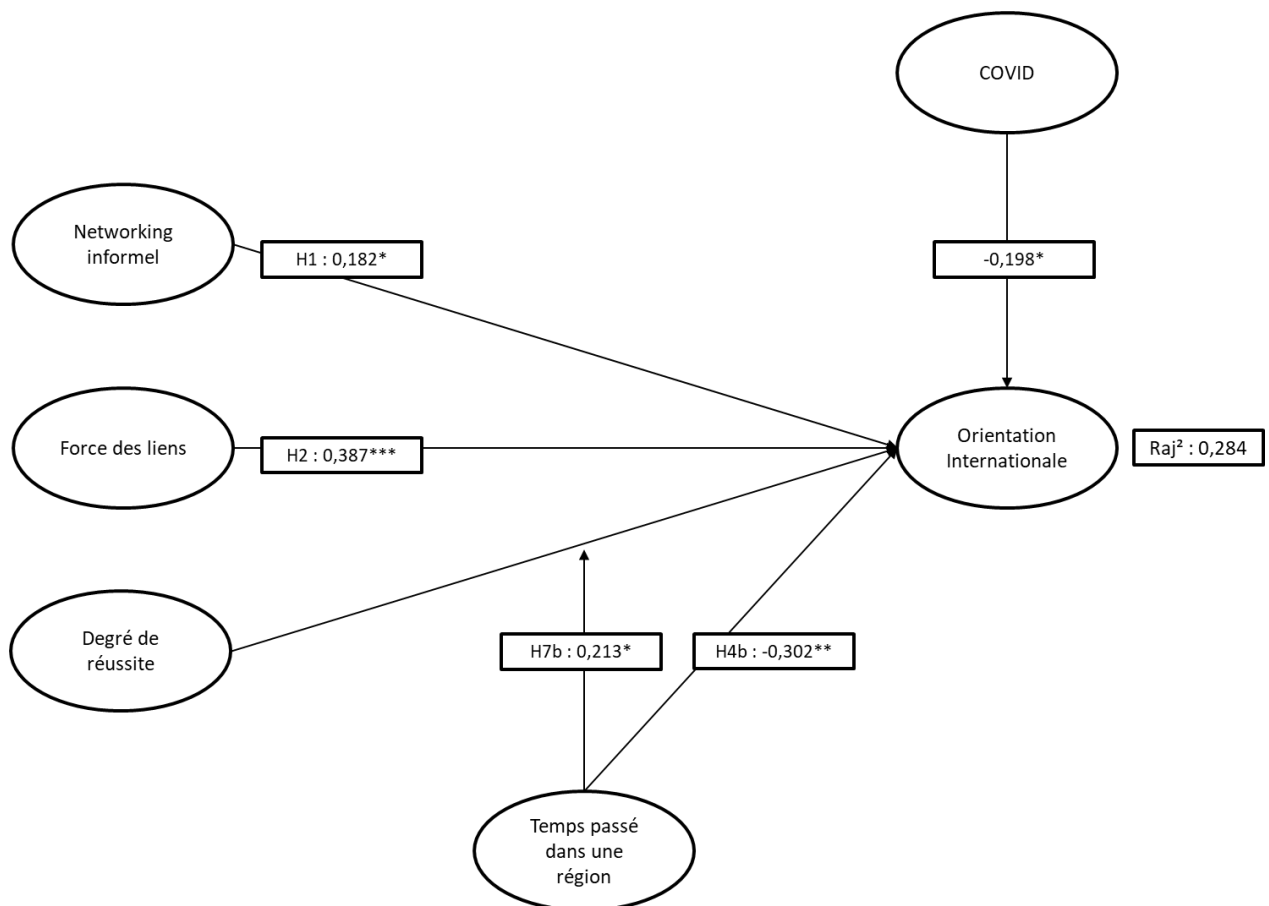 COVID
Networking
informel
H1 : 0,182*
-0,198*
Force des liens
H2 : 0,387***
Orientation
Internationale
Raj² : 0,284
Degré de
réussite
H7b : 0,213*
H4b : -0,302**
Temps passé
dans une
région